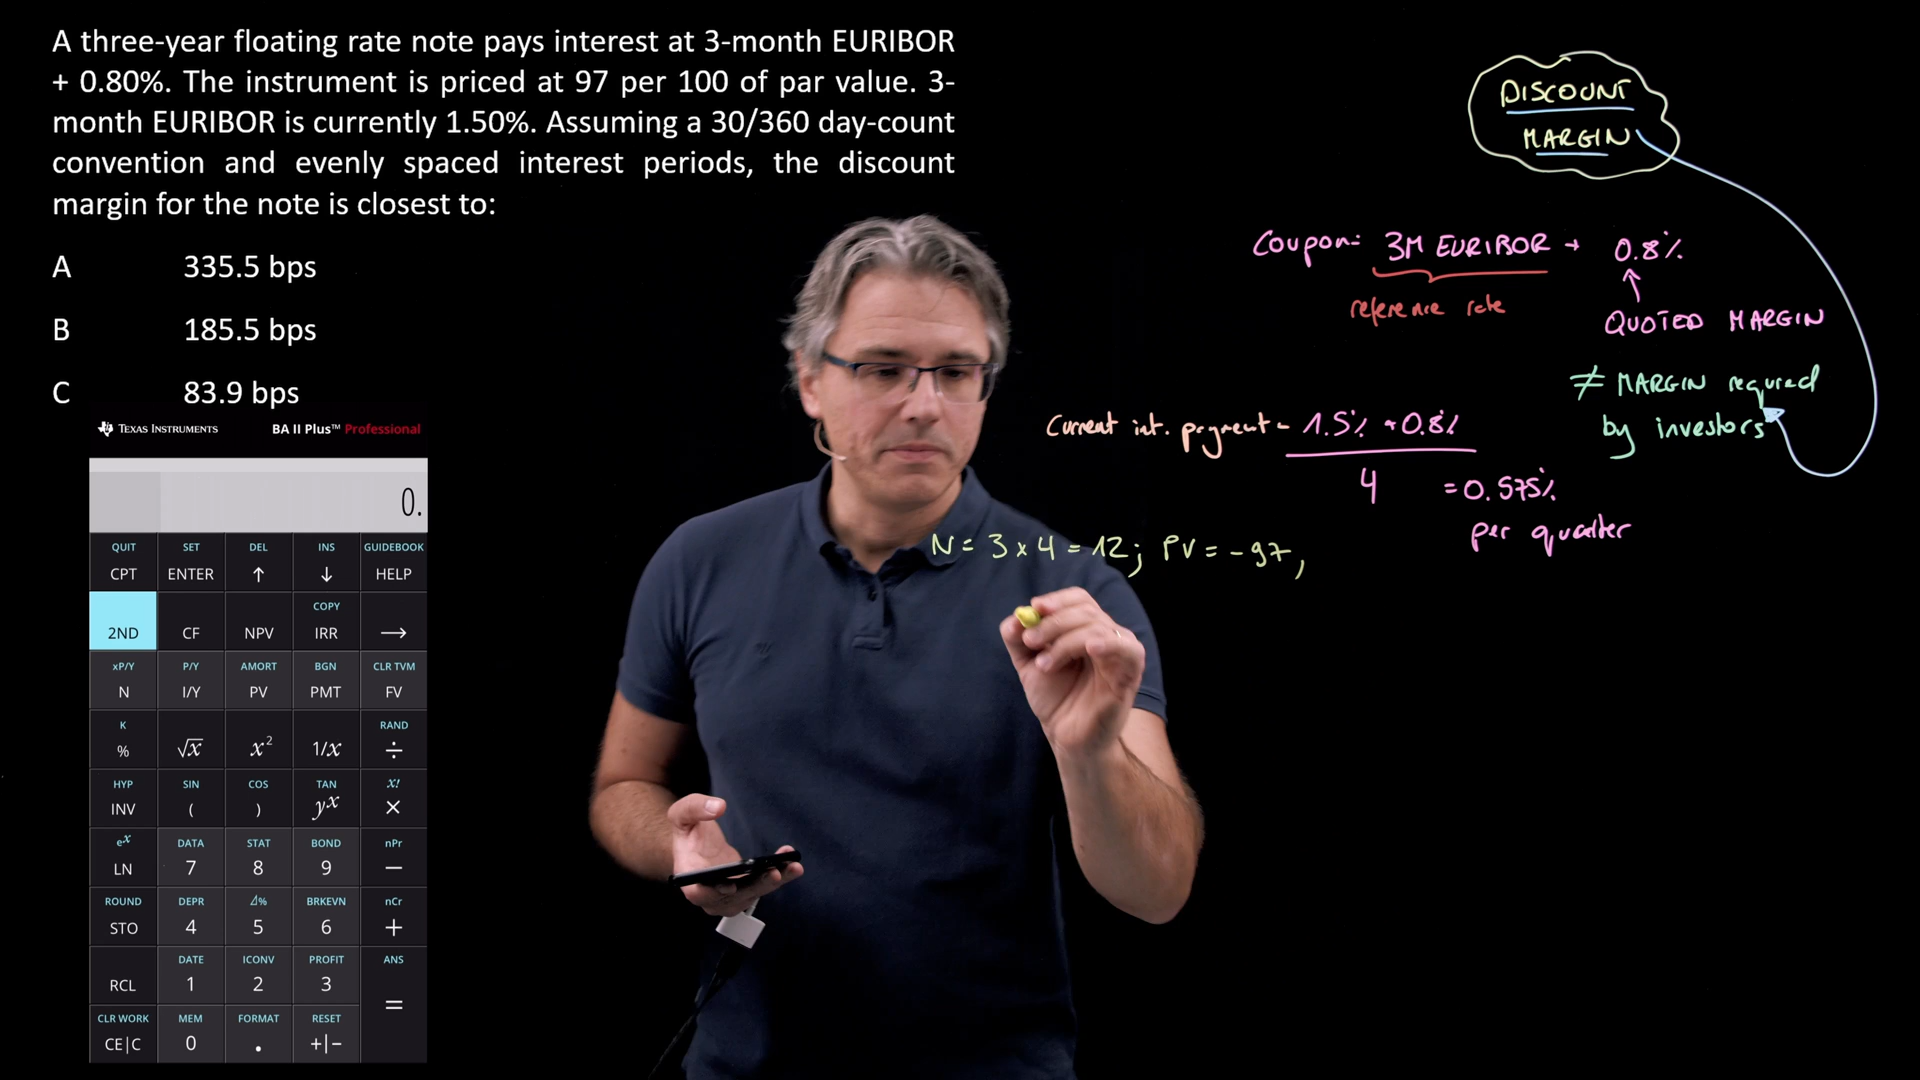 A three-year floating rate note pays interest at 3-month EURIBOR
+ 0.80%. The instrument is priced at 97 per 100 of par value. 3-
month EURIBOR is currently 1.50%. Assuming a 30/360 day-count
convention and evenly spaced interest periods, the discount
margin for the note is closest to:
A 335.5 bps
B 185.5 bps
C 83.9 bps
TEXAS INSTRUMENTS BA II Plus™ Professional
0.
QUIT SET DEL INS GUIDEBOOK
CPT ENTER ↑ ↓ HELP
COPY
2ND CF NPV IRR →
xP/Y P/Y AMORT BGN CLR TVM
N I/Y PV PMT FV
K RAND
% √x x² 1/x ÷
HYP SIN COS TAN x!
INV ( ) yˣ ×
eˣ DATA STAT BOND nPr
LN 7 8 9 −
ROUND DEPR Δ% BRKEVN nCr
STO 4 5 6 +
DATE ICONV PROFIT ANS
RCL 1 2 3 =
CLR WORK MEM FORMAT RESET
CE|C 0 . +|−
DISCOUNT
MARGIN
Coupon= 3M EURIBOR + 0.8%
reference rate
QUOTED MARGIN
≠ MARGIN required
by investors
Current int. payment = 1.5% + 0.8%
4 = 0.575%
per quarter
N = 3 x 4 = 12; PV = -97,